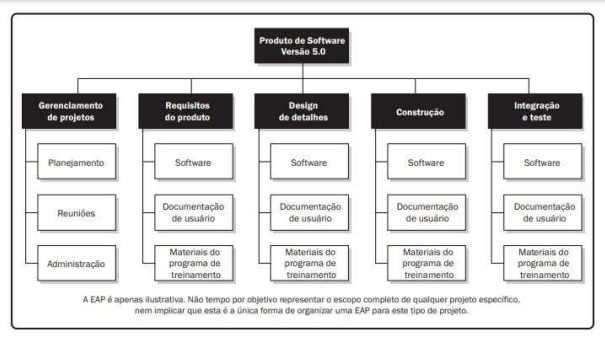 Produto de Software
Versão 5.0
Gerenciamento
de projetos
Requisitos
do produto
Design
de detalhes
Construção
Integração
e teste
Planejamento
Software
Software
Software
Software
Reuniões
Documentação
de usuário
Documentação
de usuário
Documentação
de usuário
Documentação
de usuário
Administração
Materiais do
programa de
treinamento
Materiais do
programa de
treinamento
Materiais do
programa de
treinamento
Materiais do
programa de
treinamento
A EAP é apenas ilustrativa. Não tempo por objetivo representar o escopo completo de qualquer projeto específico,
nem implicar que esta é a única forma de organizar uma EAP para este tipo de projeto.